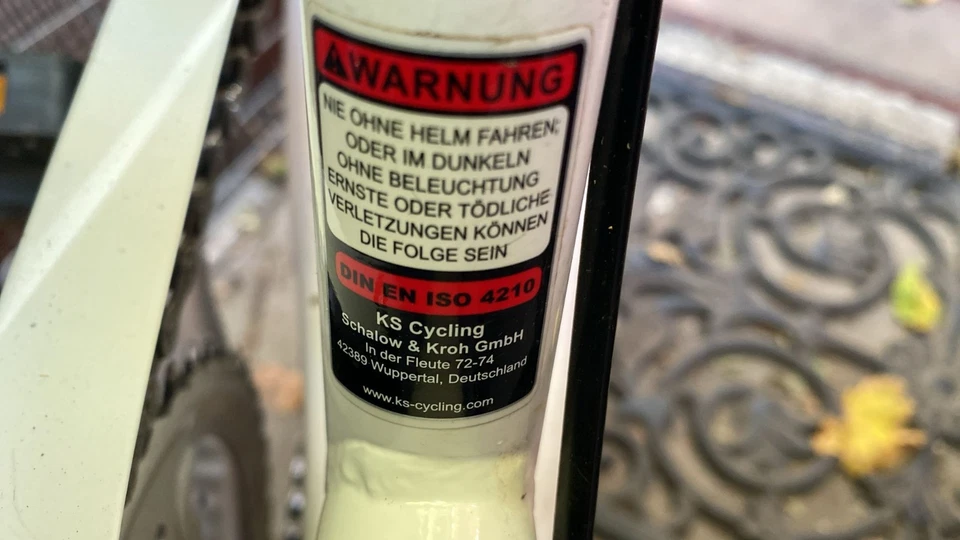 WARNUNG
NIE OHNE HELM FAHREN;
ODER IM DUNKELN
OHNE BELEUCHTUNG
ERNSTE ODER TÖDLICHE
VERLETZUNGEN KÖNNEN
DIE FOLGE SEIN
DIN EN ISO 4210
KS Cycling
Schalow & Kroh GmbH
In der Fleute 72-74
42389 Wuppertal, Deutschland
www.ks-cycling.com